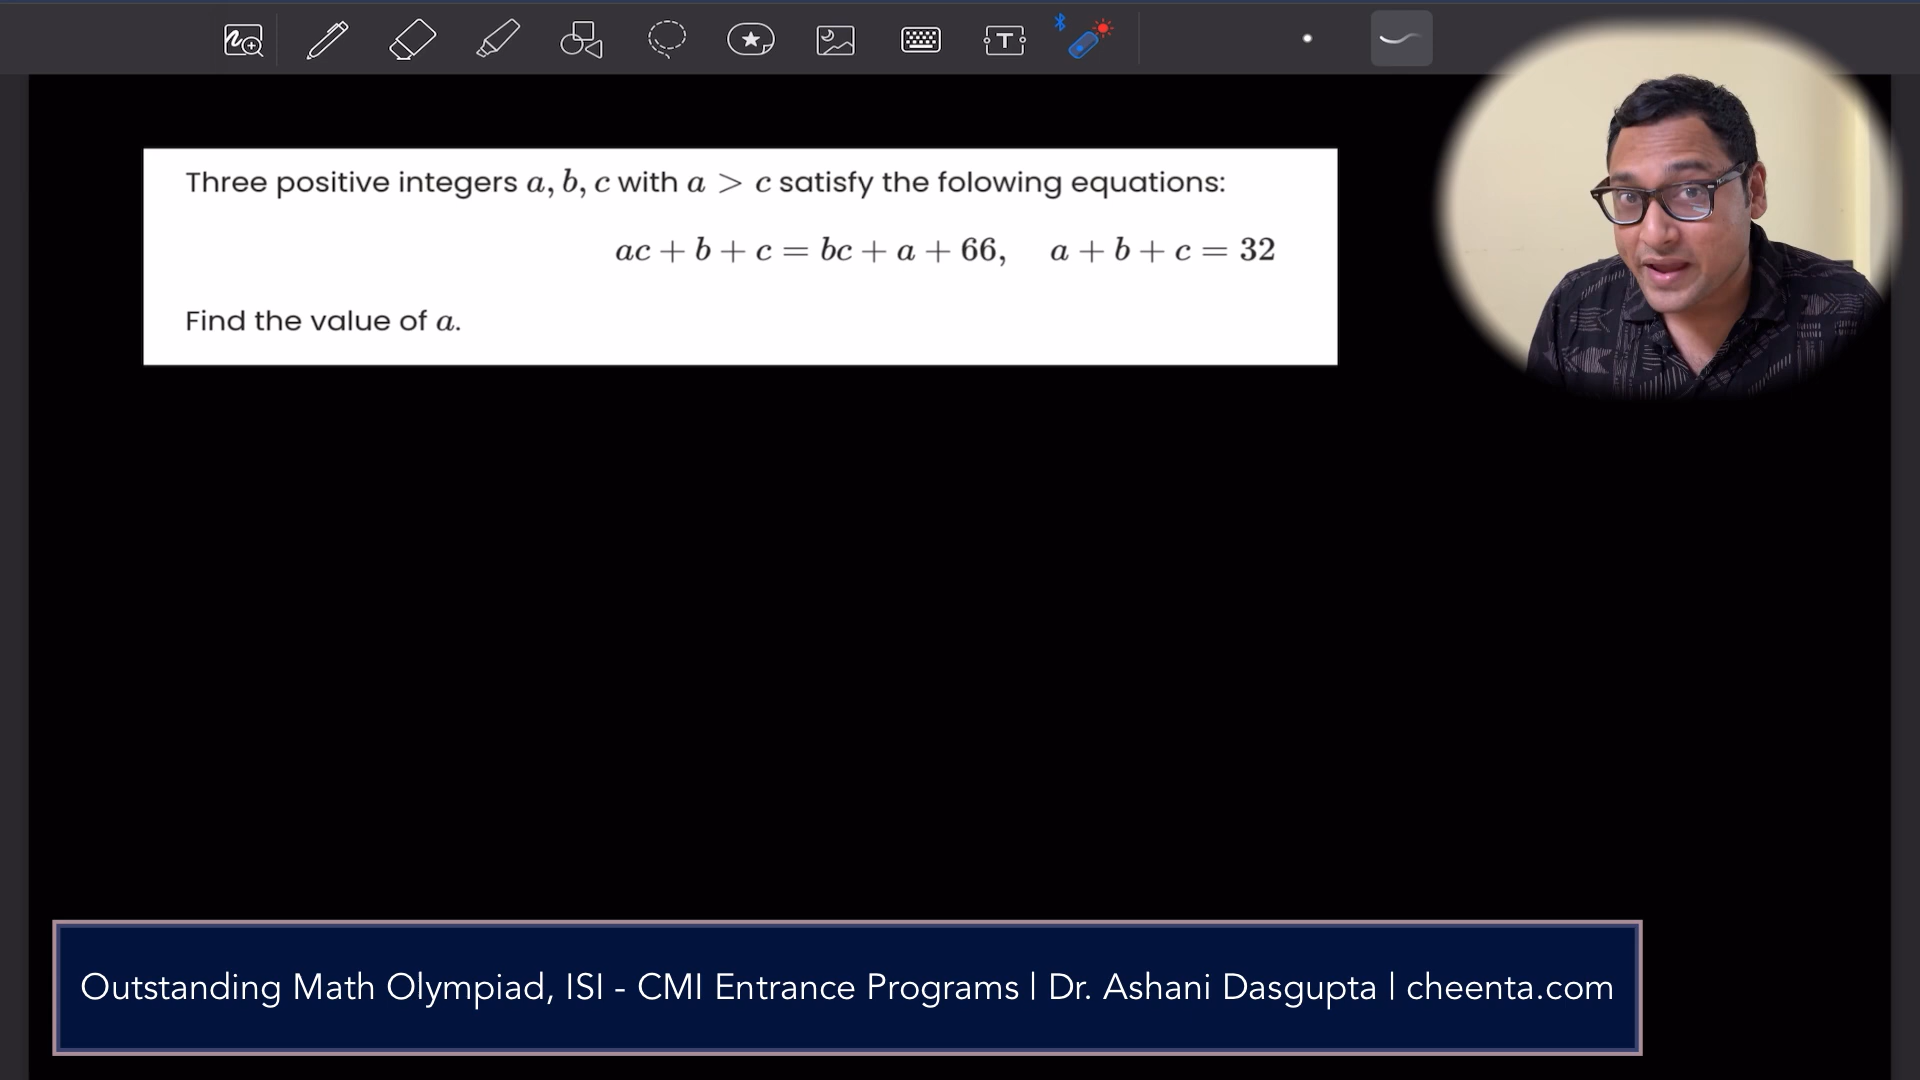 Three positive integers a, b, c with a > c satisfy the folowing equations:
ac + b + c = bc + a + 66, a + b + c = 32
Find the value of a.
Outstanding Math Olympiad, ISI - CMI Entrance Programs | Dr. Ashani Dasgupta | cheenta.com